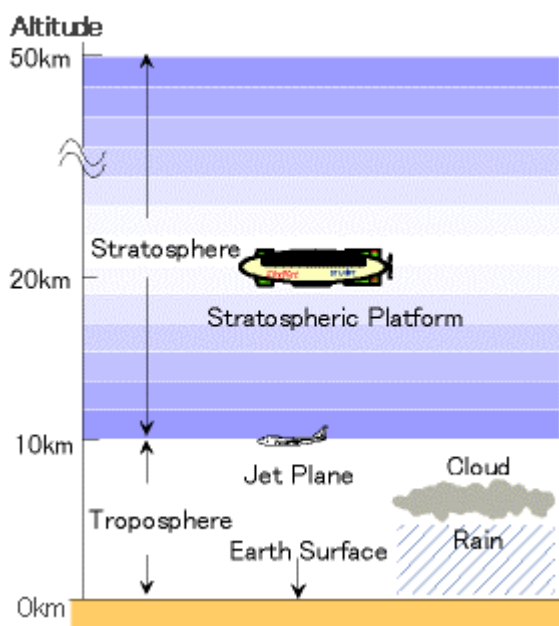 Altitude
50km
Stratosphere
20km
Stratospheric Platform
10km
Jet Plane
Cloud
Troposphere
Earth Surface
Rain
0km